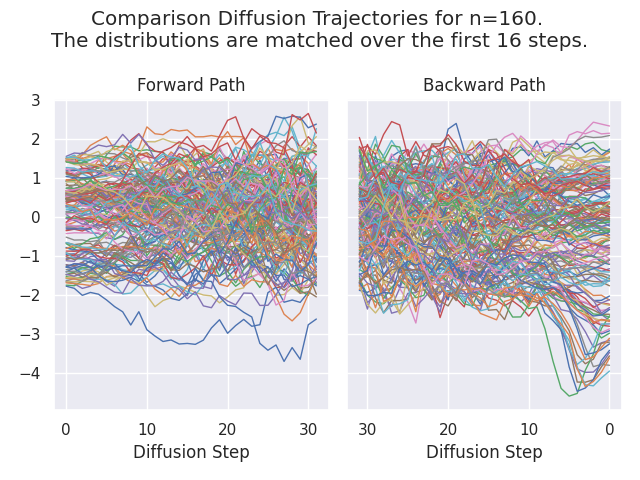 Comparison Diffusion Trajectories for n=160.
The distributions are matched over the first 16 steps.
Forward Path
Backward Path
3
2
1
0
−1
−2
−3
−4
0 10 20 30
30 20 10 0
Diffusion Step
Diffusion Step